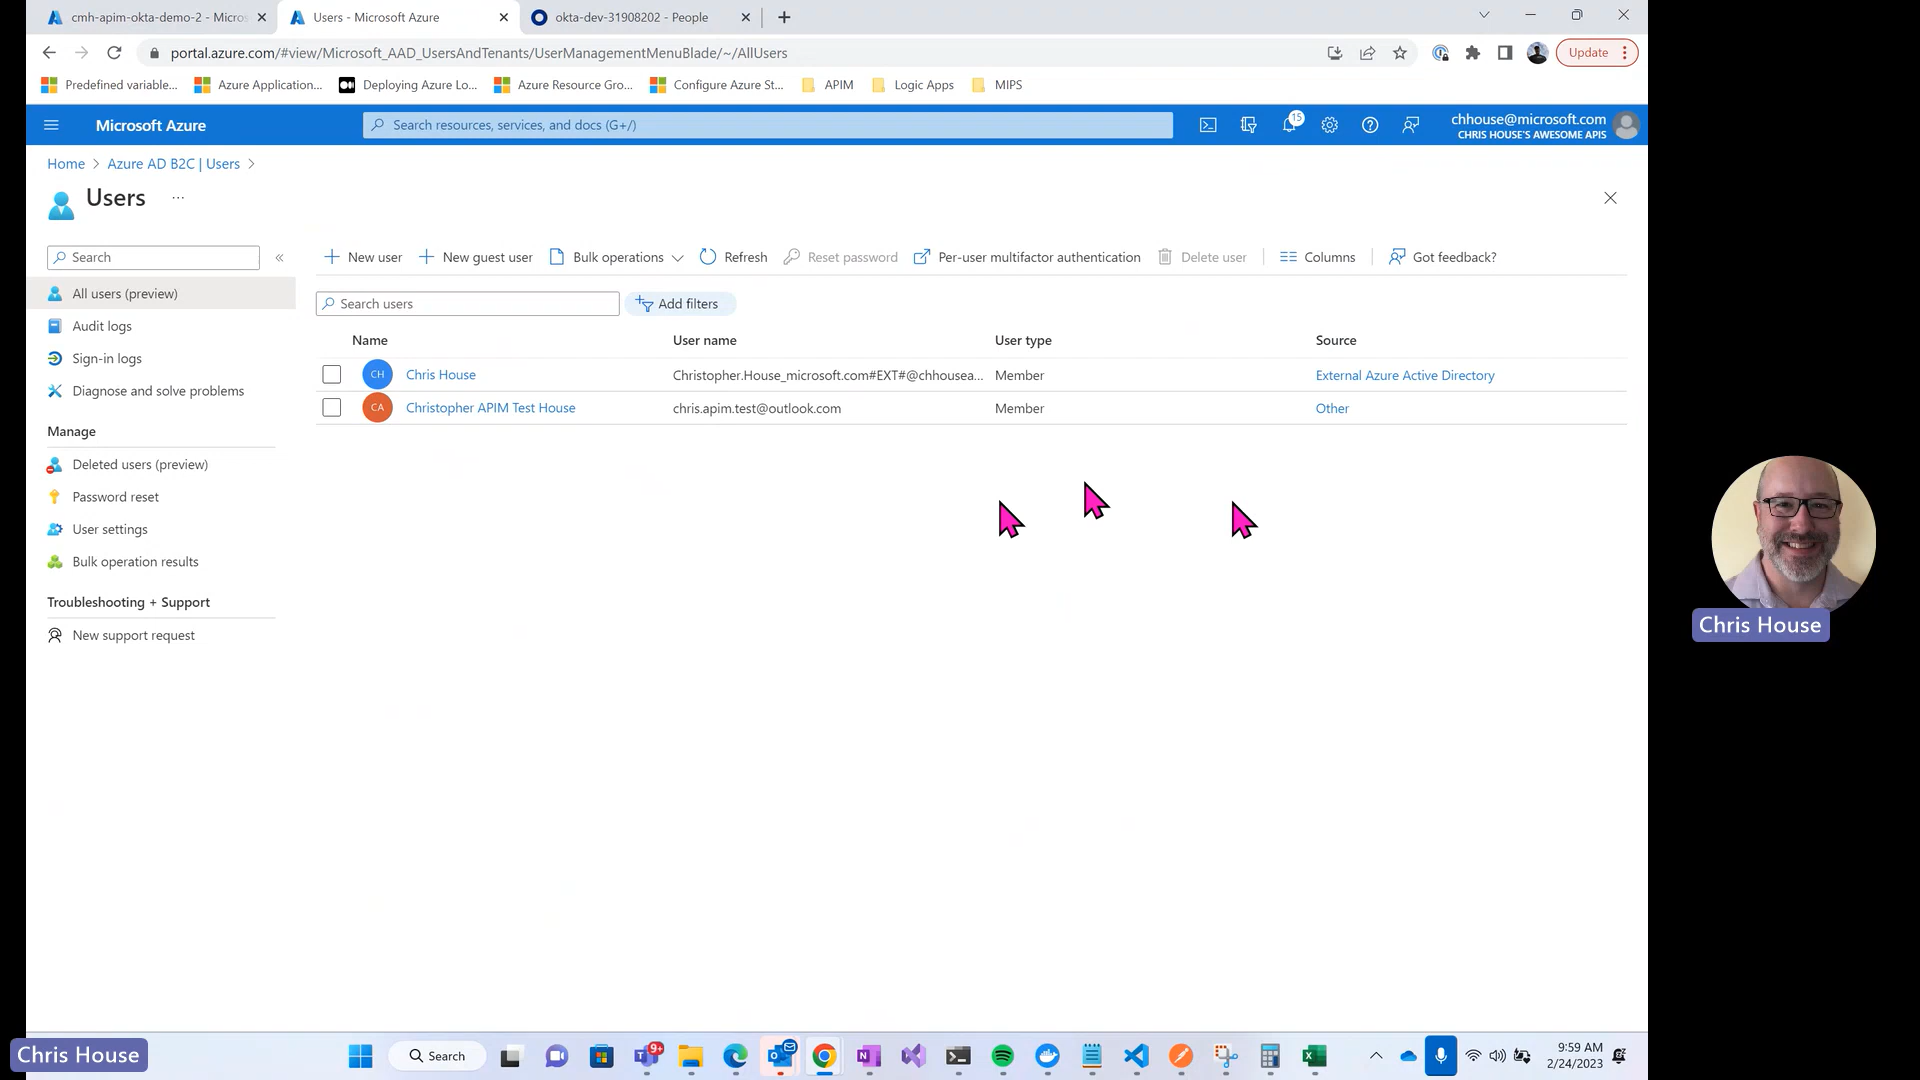 cmh-apim-okta-demo-2 - Micros
Users - Microsoft Azure
okta-dev-31908202 - People
portal.azure.com/#view/Microsoft_AAD_UsersAndTenants/UserManagementMenuBlade/~/AllUsers
Update
Predefined variable...
Azure Application...
Deploying Azure Lo...
Azure Resource Gro...
Configure Azure St...
APIM
Logic Apps
MIPS
Microsoft Azure
Search resources, services, and docs (G+/)
15
chhouse@microsoft.com
CHRIS HOUSE'S AWESOME APIS
Home > Azure AD B2C | Users >
Users ...
Search
All users (preview)
Audit logs
Sign-in logs
Diagnose and solve problems
Manage
Deleted users (preview)
Password reset
User settings
Bulk operation results
Troubleshooting + Support
New support request
New user
New guest user
Bulk operations
Refresh
Reset password
Per-user multifactor authentication
Delete user
Columns
Got feedback?
Search users
Add filters
Name User name User type Source
CH Chris House Christopher.House_microsoft.com#EXT#@chhousea... Member External Azure Active Directory
CA Christopher APIM Test House chris.apim.test@outlook.com Member Other
Chris House
Chris House
Search
9+
9:59 AM
2/24/2023